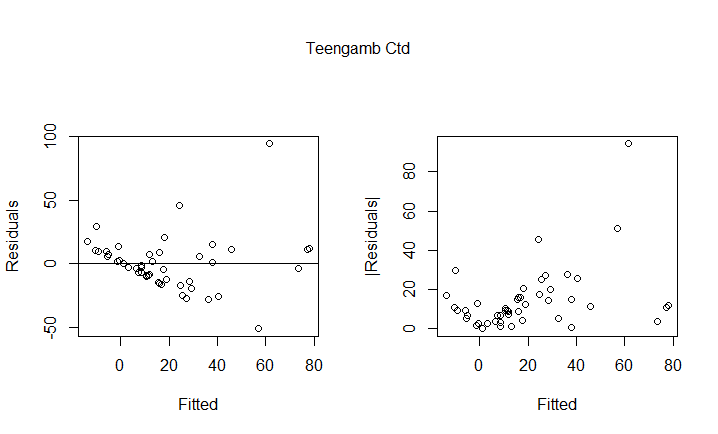 Teengamb Ctd
100
50
0
-50
Residuals
0 20 40 60 80
Fitted
80
60
40
20
0
|Residuals|
0 20 40 60 80
Fitted